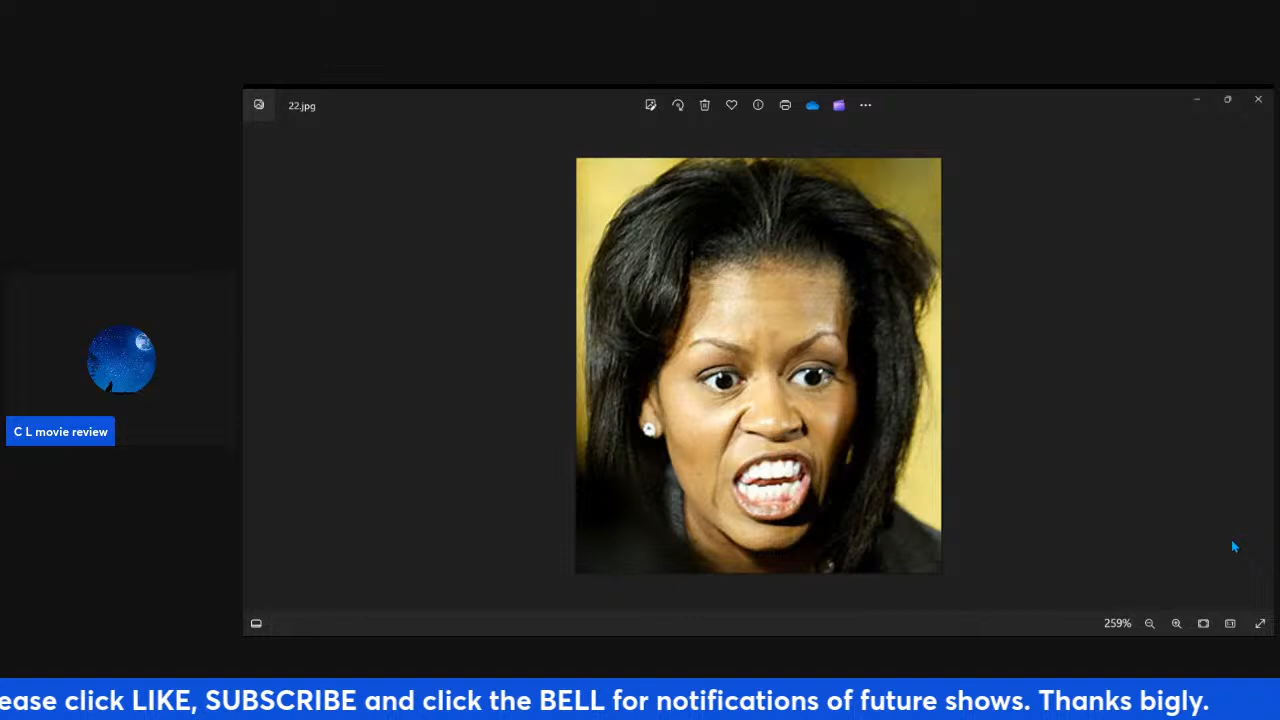 22.jpg
C L movie review
259%
ease click LIKE, SUBSCRIBE and click the BELL for notifications of future shows. Thanks bigly.